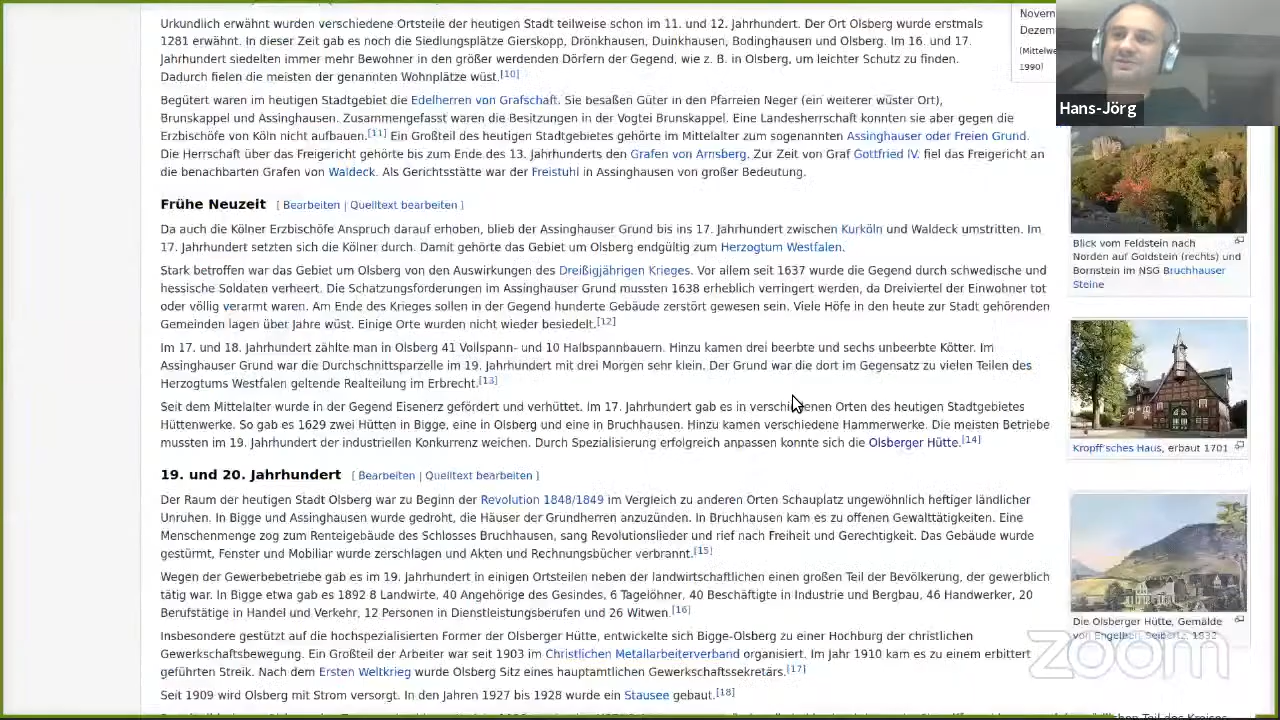 Urkundlich erwähnt wurden verschiedene Ortsteile der heutigen Stadt teilweise schon im 11. und 12. Jahrhundert. Der Ort Olsberg wurde erstmals
1281 erwähnt. In dieser Zeit gab es noch die Siedlungsplätze Gierskopp, Drönkhausen, Duinkhausen, Bodinghausen und Olsberg. Im 16. und 17.
Jahrhundert siedelten immer mehr Bewohner in den größer werdenden Dörfern der Gegend, wie z. B. in Olsberg, um leichter Schutz zu finden.
Dadurch fielen die meisten der genannten Wohnplätze wüst.[10]
Begütert waren im heutigen Stadtgebiet die Edelherren von Grafschaft. Sie besaßen Güter in den Pfarreien Neger (ein weiterer wüster Ort),
Brunskappel und Assinghausen. Zusammengefasst waren die Besitzungen in der Vogtei Brunskappel. Eine Landesherrschaft konnten sie aber gegen die
Erzbischöfe von Köln nicht aufbauen.[11] Ein Großteil des heutigen Stadtgebietes gehörte im Mittelalter zum sogenannten Assinghauser oder Freien Grund.
Die Herrschaft über das Freigericht gehörte bis zum Ende des 13. Jahrhunderts den Grafen von Arnsberg. Zur Zeit von Graf Gottfried IV. fiel das Freigericht an
die benachbarten Grafen von Waldeck. Als Gerichtsstätte war der Freistuhl in Assinghausen von großer Bedeutung.
Frühe Neuzeit [ Bearbeiten | Quelltext bearbeiten ]
Da auch die Kölner Erzbischöfe Anspruch darauf erhoben, blieb der Assinghauser Grund bis ins 17. Jahrhundert zwischen Kurköln und Waldeck umstritten. Im
17. Jahrhundert setzten sich die Kölner durch. Damit gehörte das Gebiet um Olsberg endgültig zum Herzogtum Westfalen.
Stark betroffen war das Gebiet um Olsberg von den Auswirkungen des Dreißigjährigen Krieges. Vor allem seit 1637 wurde die Gegend durch schwedische und
hessische Soldaten verheert. Die Schatzungsforderungen im Assinghauser Grund mussten 1638 erheblich verringert werden, da Dreiviertel der Einwohner tot
oder völlig verarmt waren. Am Ende des Krieges sollen in der Gegend hunderte Gebäude zerstört gewesen sein. Viele Höfe in den heute zur Stadt gehörenden
Gemeinden lagen über Jahre wüst. Einige Orte wurden nicht wieder besiedelt.[12]
Im 17. und 18. Jahrhundert zählte man in Olsberg 41 Vollspann- und 10 Halbspannbauern. Hinzu kamen drei beerbte und sechs unbeerbte Kötter. Im
Assinghauser Grund war die Durchschnittsparzelle im 19. Jahrhundert mit drei Morgen sehr klein. Der Grund war die dort im Gegensatz zu vielen Teilen des
Herzogtums Westfalen geltende Realteilung im Erbrecht.[13]
Seit dem Mittelalter wurde in der Gegend Eisenerz gefördert und verhüttet. Im 17. Jahrhundert gab es in verschiedenen Orten des heutigen Stadtgebietes
Hüttenwerke. So gab es 1629 zwei Hütten in Bigge, eine in Olsberg und eine in Bruchhausen. Hinzu kamen verschiedene Hammerwerke. Die meisten Betriebe
mussten im 19. Jahrhundert der industriellen Konkurrenz weichen. Durch Spezialisierung erfolgreich anpassen konnte sich die Olsberger Hütte.[14]
19. und 20. Jahrhundert [ Bearbeiten | Quelltext bearbeiten ]
Der Raum der heutigen Stadt Olsberg war zu Beginn der Revolution 1848/1849 im Vergleich zu anderen Orten Schauplatz ungewöhnlich heftiger ländlicher
Unruhen. In Bigge und Assinghausen wurde gedroht, die Häuser der Grundherren anzuzünden. In Bruchhausen kam es zu offenen Gewalttätigkeiten. Eine
Menschenmenge zog zum Renteigebäude des Schlosses Bruchhausen, sang Revolutionslieder und rief nach Freiheit und Gerechtigkeit. Das Gebäude wurde
gestürmt, Fenster und Mobiliar wurde zerschlagen und Akten und Rechnungsbücher verbrannt.[15]
Wegen der Gewerbebetriebe gab es im 19. Jahrhundert in einigen Ortsteilen neben der landwirtschaftlichen einen großen Teil der Bevölkerung, der gewerblich
tätig war. In Bigge etwa gab es 1892 8 Landwirte, 40 Angehörige des Gesindes, 6 Tagelöhner, 40 Beschäftigte in Industrie und Bergbau, 46 Handwerker, 20
Berufstätige in Handel und Verkehr, 12 Personen in Dienstleistungsberufen und 26 Witwen.[16]
Insbesondere gestützt auf die hochspezialisierten Former der Olsberger Hütte, entwickelte sich Bigge-Olsberg zu einer Hochburg der christlichen
Gewerkschaftsbewegung. Ein Großteil der Arbeiter war seit 1903 im Christlichen Metallarbeiterverband organisiert. Im Jahr 1910 kam es zu einem erbittert
geführten Streik. Nach dem Ersten Weltkrieg wurde Olsberg Sitz eines hauptamtlichen Gewerkschaftssekretärs.[17]
Seit 1909 wird Olsberg mit Strom versorgt. In den Jahren 1927 bis 1928 wurde ein Stausee gebaut.[18]
Novem
Dezem
(Mittelwe
1990)
Hans-Jörg
Blick vom Feldstein nach
Norden auf Goldstein (rechts) und
Bornstein im NSG Bruchhauser
Steine
Kropff'sches Haus, erbaut 1701
Die Olsberger Hütte, Gemälde
von Engelbert Seibertz, 1832
zoom